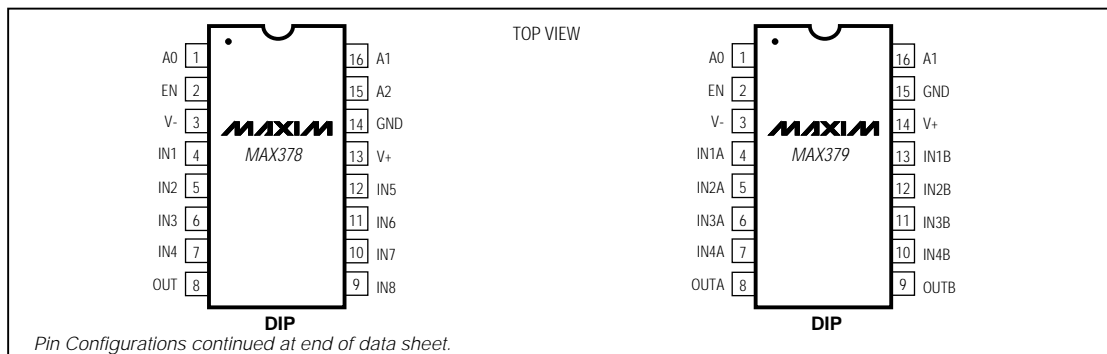 TOP VIEW
A0 1 16 A1
EN 2 15 A2
V- 3 14 GND
IN1 4 13 V+
IN2 5 12 IN5
IN3 6 11 IN6
IN4 7 10 IN7
OUT 8 9 IN8
MAXIM
MAX378
DIP
A0 1 16 A1
EN 2 15 GND
V- 3 14 V+
IN1A 4 13 IN1B
IN2A 5 12 IN2B
IN3A 6 11 IN3B
IN4A 7 10 IN4B
OUTA 8 9 OUTB
MAXIM
MAX379
DIP
Pin Configurations continued at end of data sheet.